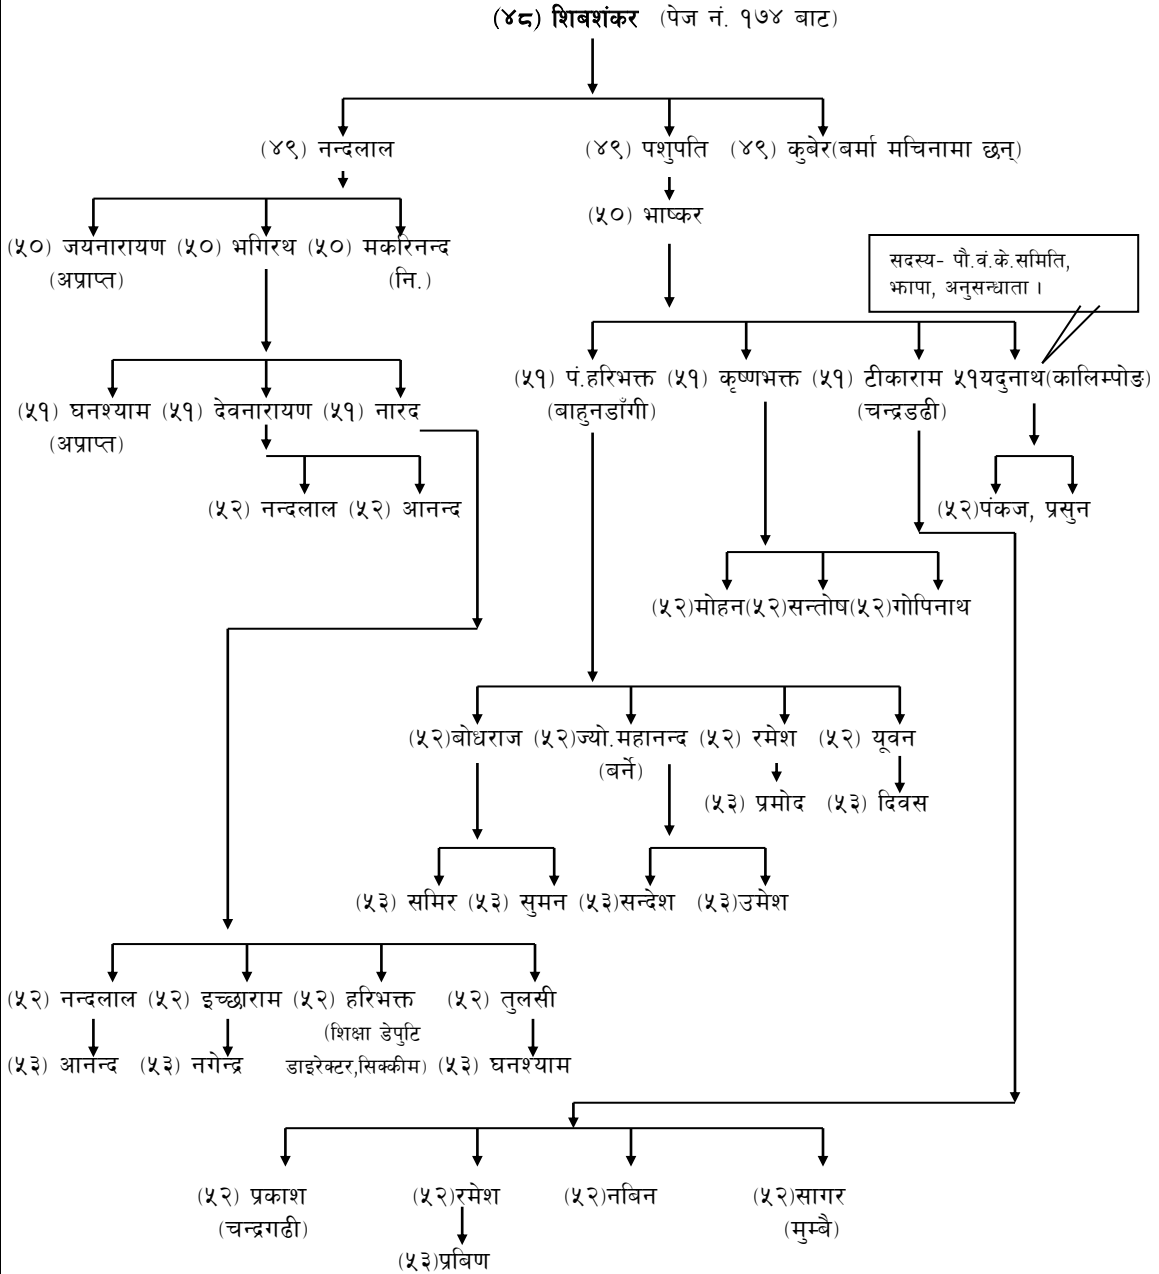 (४८) शिबशंकर (पेज नं. १७४ बाट)
(४९) नन्दलाल (४९) पशुपति (४९) कुबेर(बर्मा मचिनामा छन्)
(५०) भाष्कर
(५०) जयनारायण (५०) भगिरथ (५०) मकरिनन्द
(अप्राप्त) (नि.)
सदस्य- पौ.वं.के.समिति,
झापा, अनुसन्धाता ।
(५१) पं.हरिभक्त (५१) कृष्णभक्त (५१) टीकाराम ५१यदुनाथ(कालिम्पोङ)
(बाहुनडाँगी) (चन्द्रडढी)
(५१) घनश्याम (५१) देवनारायण (५१) नारद
(अप्राप्त)
(५२) नन्दलाल (५२) आनन्द (५२)पंकज, प्रसुन
(५२)मोहन(५२)सन्तोष(५२)गोपिनाथ
(५२)बोधराज (५२)ज्यो.महानन्द (५२) रमेश (५२) यूवन
(बर्ने)
(५३) प्रमोद (५३) दिवस
(५३) समिर (५३) सुमन (५३)सन्देश (५३)उमेश
(५२) नन्दलाल (५२) इच्छाराम (५२) हरिभक्त (५२) तुलसी
(शिक्षा डेपुटि
(५३) आनन्द (५३) नगेन्द्र डाइरेक्टर,सिक्कीम) (५३) घनश्याम
(५२) प्रकाश (५२)रमेश (५२)नबिन (५२)सागर
(चन्द्रगढी) (मुम्बै)
(५३)प्रबिण